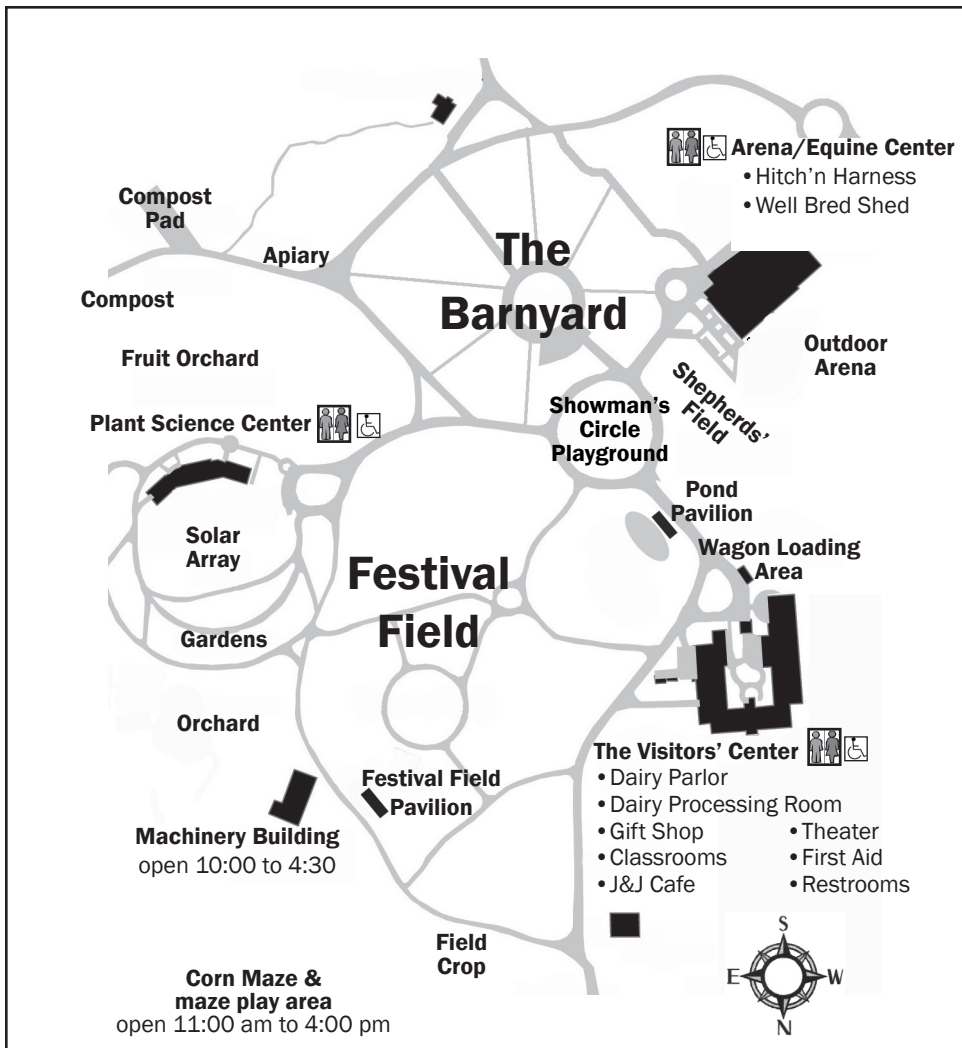 Arena/Equine Center
• Hitch'n Harness
• Well Bred Shed
Compost
Pad
Apiary
The
Barnyard
Compost
Fruit Orchard
Outdoor
Arena
Shepherds'
Field
Plant Science Center
Showman's
Circle
Playground
Pond
Pavilion
Solar
Array
Wagon Loading
Area
Festival
Field
Gardens
Orchard
The Visitors' Center
• Dairy Parlor
• Dairy Processing Room
• Gift Shop
• Classrooms
• J&J Cafe
• Theater
• First Aid
• Restrooms
Festival Field
Pavilion
Machinery Building
open 10:00 to 4:30
Field
Crop
Corn Maze &
maze play area
open 11:00 am to 4:00 pm
S
E
W
N